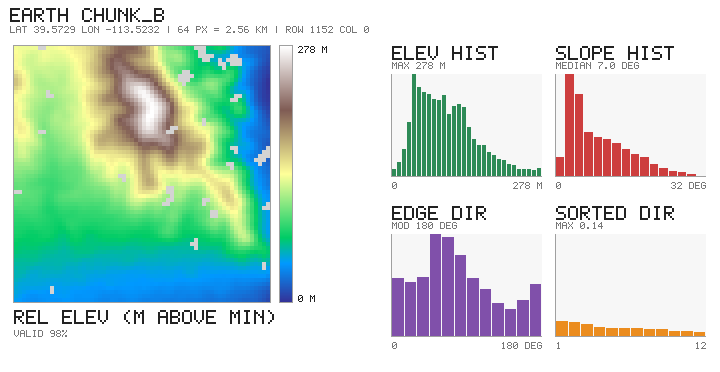 EARTH CHUNK_B
LAT 39.5729 LON -113.5232 | 64 PX = 2.56 KM | ROW 1152 COL 0
278 M
0 M
REL ELEV (M ABOVE MIN)
VALID 98%
ELEV HIST
MAX 278 M
0 278 M
SLOPE HIST
MEDIAN 7.0 DEG
0 32 DEG
EDGE DIR
MOD 180 DEG
0 180 DEG
SORTED DIR
MAX 0.14
1 12